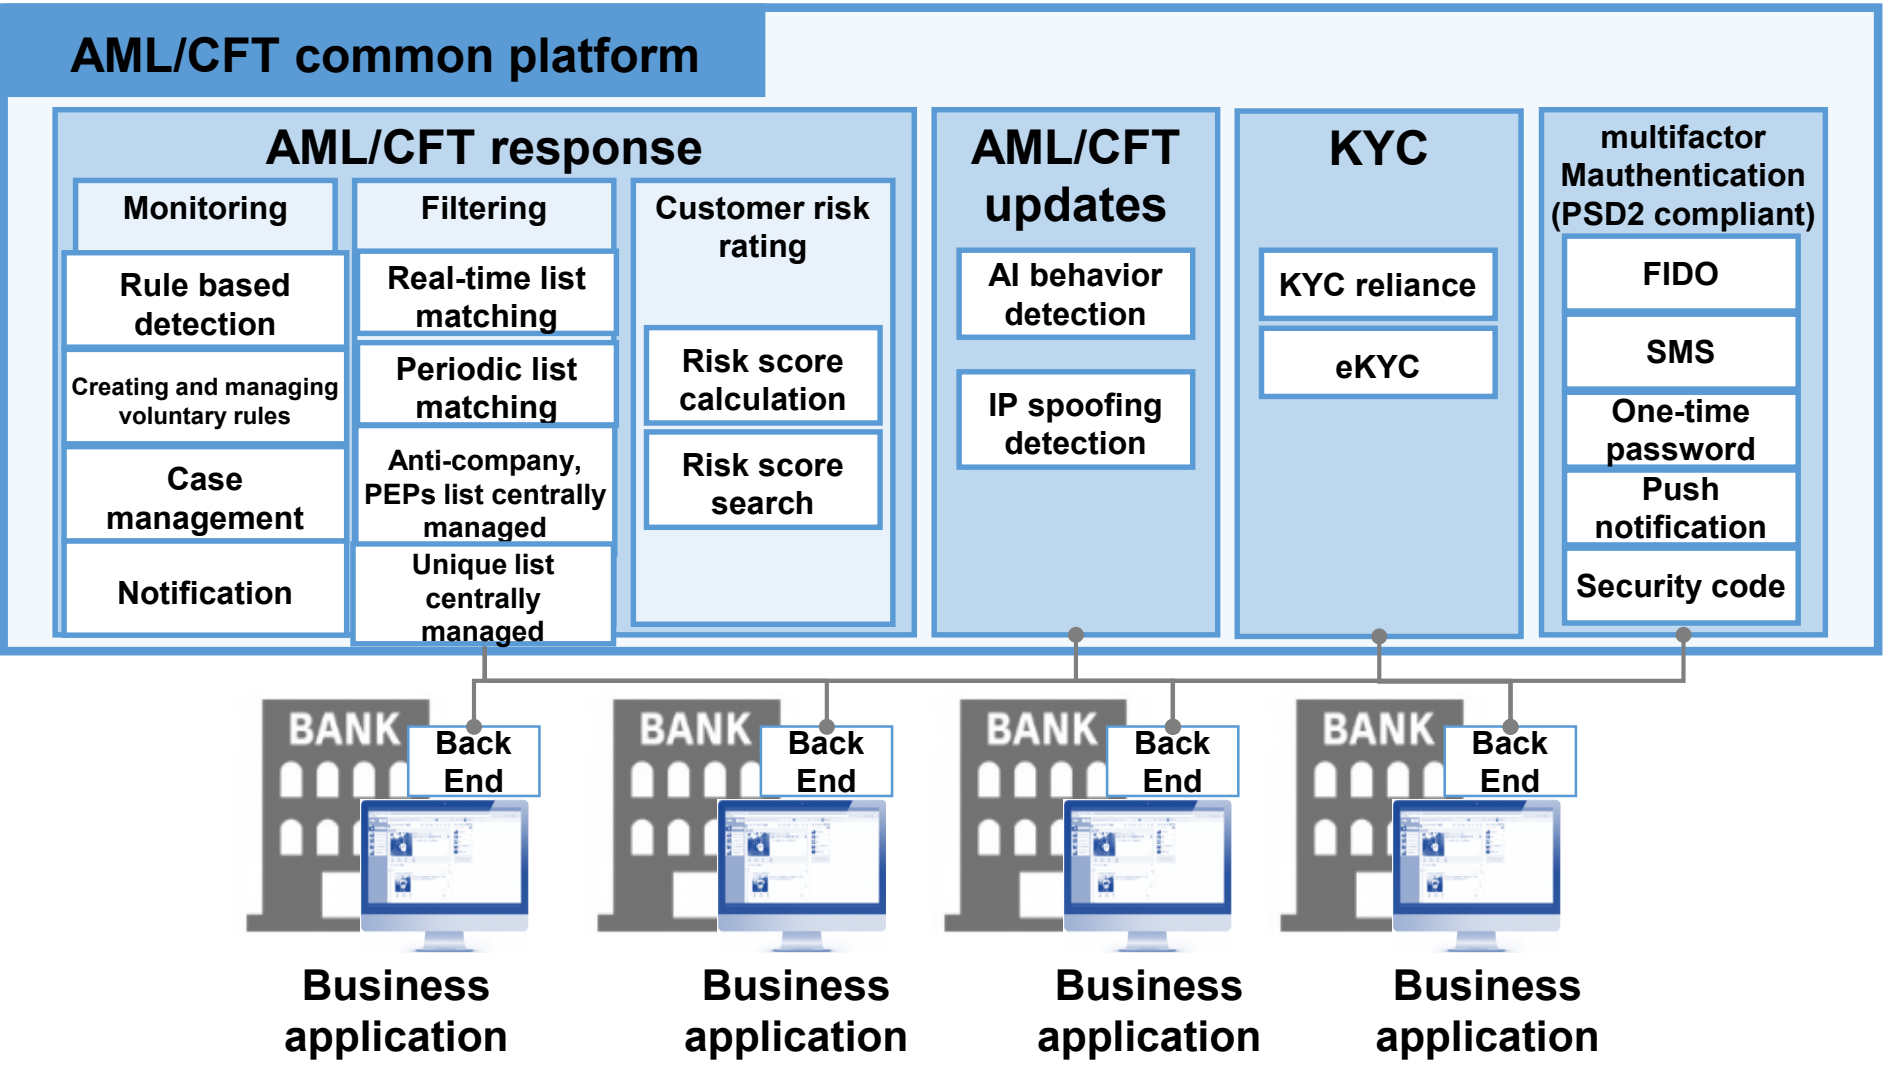 AML/CFT common platform
AML/CFT response
Monitoring
Rule based
detection
Creating and managing
voluntary rules
Case
management
Notification
Filtering
Real-time list
matching
Periodic list
matching
Anti-company,
PEPs list centrally
managed
Unique list
centrally
managed
Customer risk
rating
Risk score
calculation
Risk score
search
AML/CFT
updates
AI behavior
detection
IP spoofing
detection
KYC
KYC reliance
eKYC
multifactor
Mauthentication
(PSD2 compliant)
FIDO
SMS
One-time
password
Push
notification
Security code
BANK
Back
End
Business
application
BANK
Back
End
Business
application
BANK
Back
End
Business
application
BANK
Back
End
Business
application